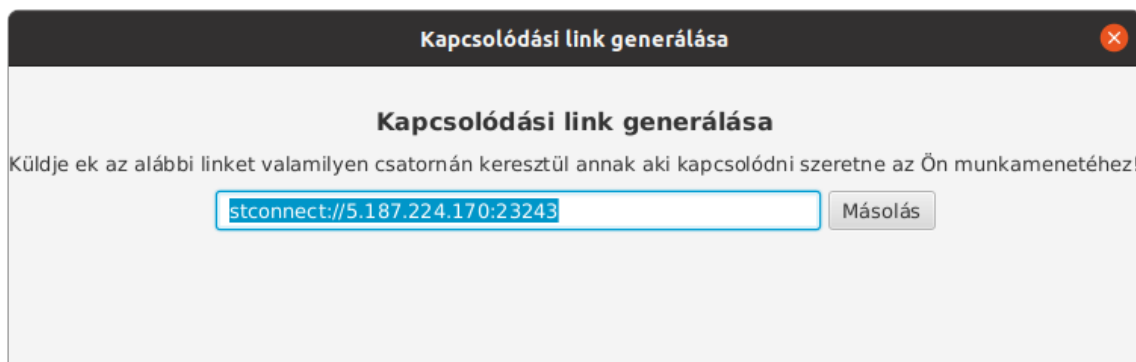 Kapcsolódási link generálása
Kapcsolódási link generálása
Küldje ek az alábbi linket valamilyen csatornán keresztül annak aki kapcsolódni szeretne az Ön munkamenetéhez!
stconnect://5.187.224.170:23243 Másolás